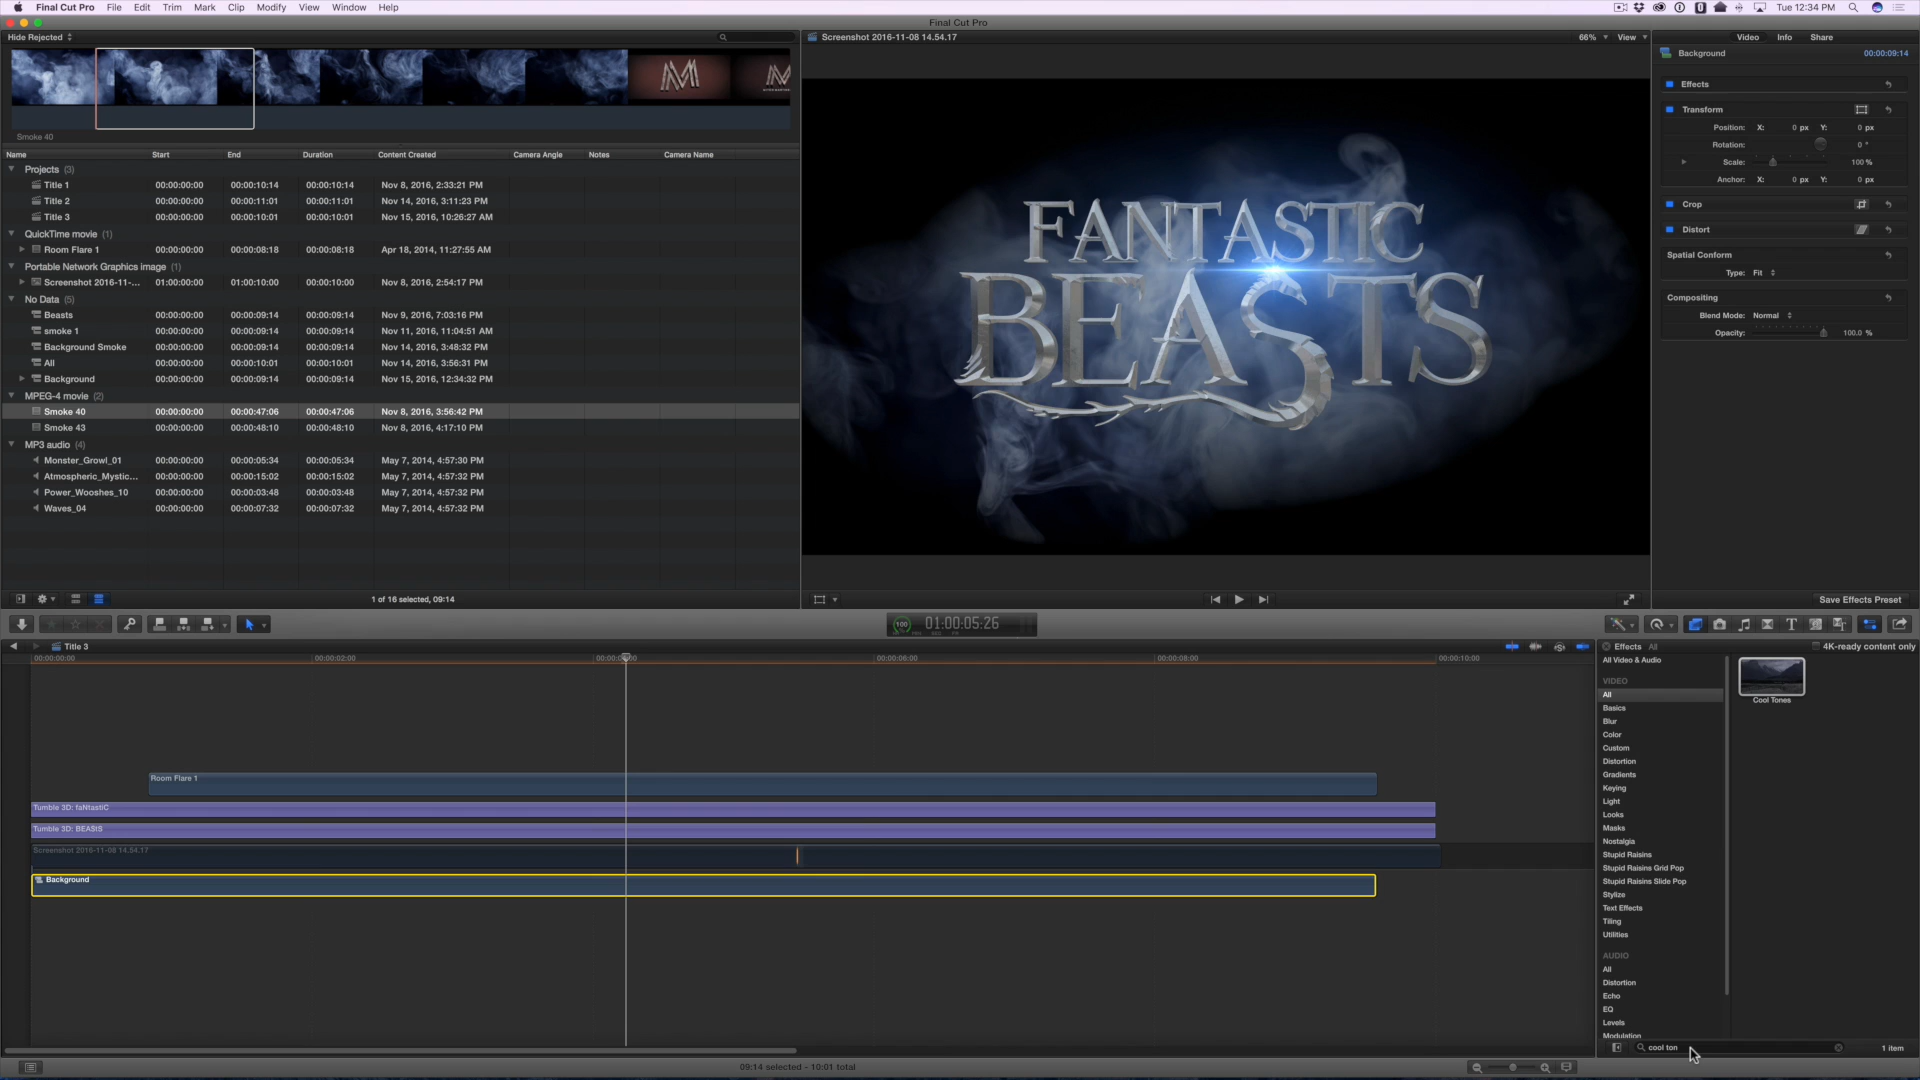 Final Cut Pro File Edit Trim Mark Clip Modify View Window Help Tue 12:34 PM
Final Cut Pro
Hide Rejected
Screenshot 2016-11-08 14.54.17 66% View
Video Info Share
Background 00:00:09:14
Smoke 40
Name Start End Duration Content Created Camera Angle Notes Camera Name
Projects (3)
Title 1 00:00:00:00 00:00:10:14 00:00:10:14 Nov 8, 2016, 2:33:21 PM
Title 2 00:00:00:00 00:00:11:01 00:00:11:01 Nov 14, 2016, 3:11:23 PM
Title 3 00:00:00:00 00:00:10:01 00:00:10:01 Nov 15, 2016, 10:26:27 AM
QuickTime movie (1)
Room Flare 1 00:00:00:00 00:00:08:18 00:00:08:18 Apr 18, 2014, 11:27:55 AM
Portable Network Graphics image (1)
Screenshot 2016-11-... 01:00:00:00 01:00:10:00 00:00:10:00 Nov 8, 2016, 2:54:17 PM
No Data (5)
Beasts 00:00:00:00 00:00:09:14 00:00:09:14 Nov 9, 2016, 7:03:16 PM
smoke 1 00:00:00:00 00:00:09:14 00:00:09:14 Nov 11, 2016, 11:04:51 AM
Background Smoke 00:00:00:00 00:00:09:14 00:00:09:14 Nov 14, 2016, 3:48:32 PM
All 00:00:00:00 00:00:10:01 00:00:10:01 Nov 14, 2016, 3:56:31 PM
Background 00:00:00:00 00:00:09:14 00:00:09:14 Nov 15, 2016, 12:34:32 PM
MPEG-4 movie (2)
Smoke 40 00:00:00:00 00:00:47:06 00:00:47:06 Nov 8, 2016, 3:56:42 PM
Smoke 43 00:00:00:00 00:00:48:10 00:00:48:10 Nov 8, 2016, 4:17:10 PM
MP3 audio (4)
Monster_Growl_01 00:00:00:00 00:00:05:34 00:00:05:34 May 7, 2014, 4:57:30 PM
Atmospheric_Mystic... 00:00:00:00 00:00:15:02 00:00:15:02 May 7, 2014, 4:57:32 PM
Power_Wooshes_10 00:00:00:00 00:00:03:48 00:00:03:48 May 7, 2014, 4:57:32 PM
Waves_04 00:00:00:00 00:00:07:32 00:00:07:32 May 7, 2014, 4:57:32 PM
1 of 16 selected, 09:14
FANTASTIC
BEASTS
Effects
Transform
Position: X: 0 px Y: 0 px
Rotation: 0 °
Scale: 100 %
Anchor: X: 0 px Y: 0 px
Crop
Distort
Spatial Conform
Type: Fit
Compositing
Blend Mode: Normal
Opacity: 100.0 %
Save Effects Preset
100 01:00:05:26
Title 3
00:00:00:00 00:00:02:00 00:00:06:00 00:00:08:00 00:00:10:00
Room Flare 1
Tumble 3D: faNtastiC
Tumble 3D: BEAStS
Screenshot 2016-11-08 14.54.17
Background
Effects All 4K-ready content only
All Video & Audio
VIDEO
All
Basics
Blur
Color
Custom
Distortion
Gradients
Keying
Light
Looks
Masks
Nostalgia
Stupid Raisins
Stupid Raisins Grid Pop
Stupid Raisins Slide Pop
Stylize
Text Effects
Tiling
Utilities
AUDIO
All
Distortion
Echo
EQ
Levels
Modulation
Cool Tones
cool ton 1 item
09:14 selected - 10:01 total